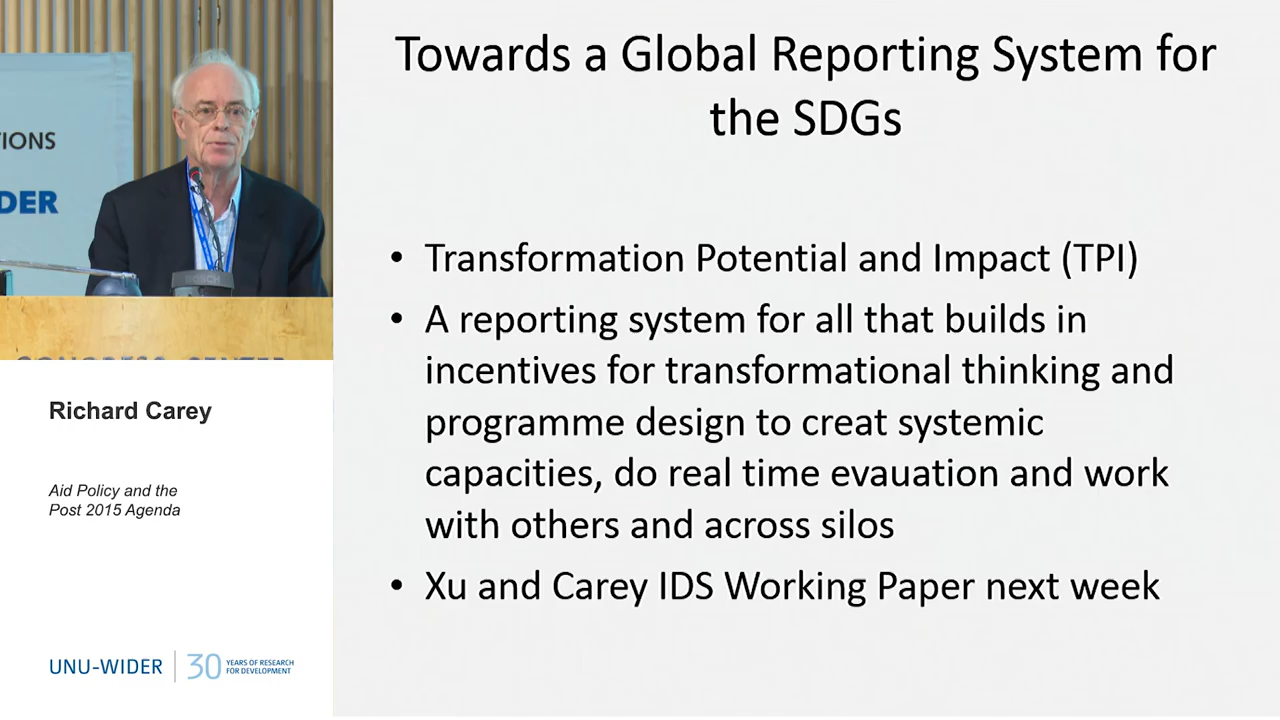 Towards a Global Reporting System for
the SDGs
• Transformation Potential and Impact (TPI)
• A reporting system for all that builds in
incentives for transformational thinking and
programme design to creat systemic
capacities, do real time evauation and work
with others and across silos
• Xu and Carey IDS Working Paper next week
IONS
DER
CONGRESS CENTER
Richard Carey
Aid Policy and the
Post 2015 Agenda
UNU-WIDER
30 YEARS OF RESEARCH
FOR DEVELOPMENT